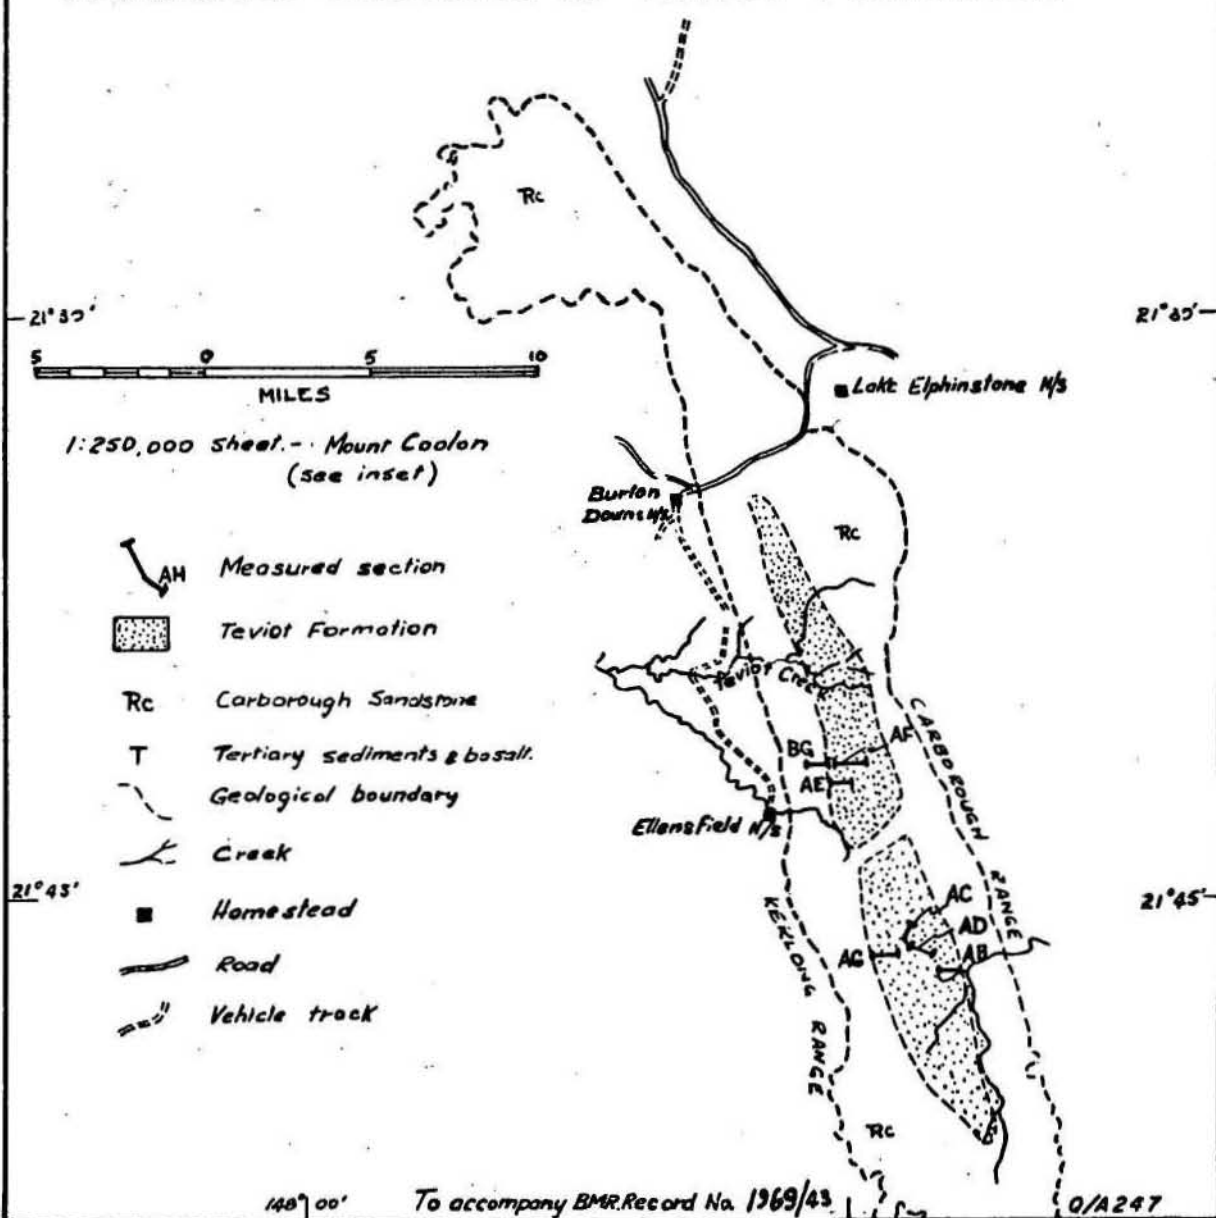 Rc
21°30'
21°30'
5 0 5 10
MILES
Lake Elphinstone H/S
1:250,000 sheet.- Mount Coolon
(see inset)
Burton
Downs H/S
Rc
AH Measured section
Teviot Formation
Rc Carborough Sandstone
T Tertiary sediments & basalt.
Geological boundary
Creek
Homestead
Road
Vehicle track
Teviot Creek
BG
AF
AE
Ellensfield H/S
CARBOROUGH RANGE
21°45'
21°45'
KERLONG RANGE
AC
AD
AG
AB
Rc
148°00'
To accompany BMR.Record No. 1969/43
Q/A247